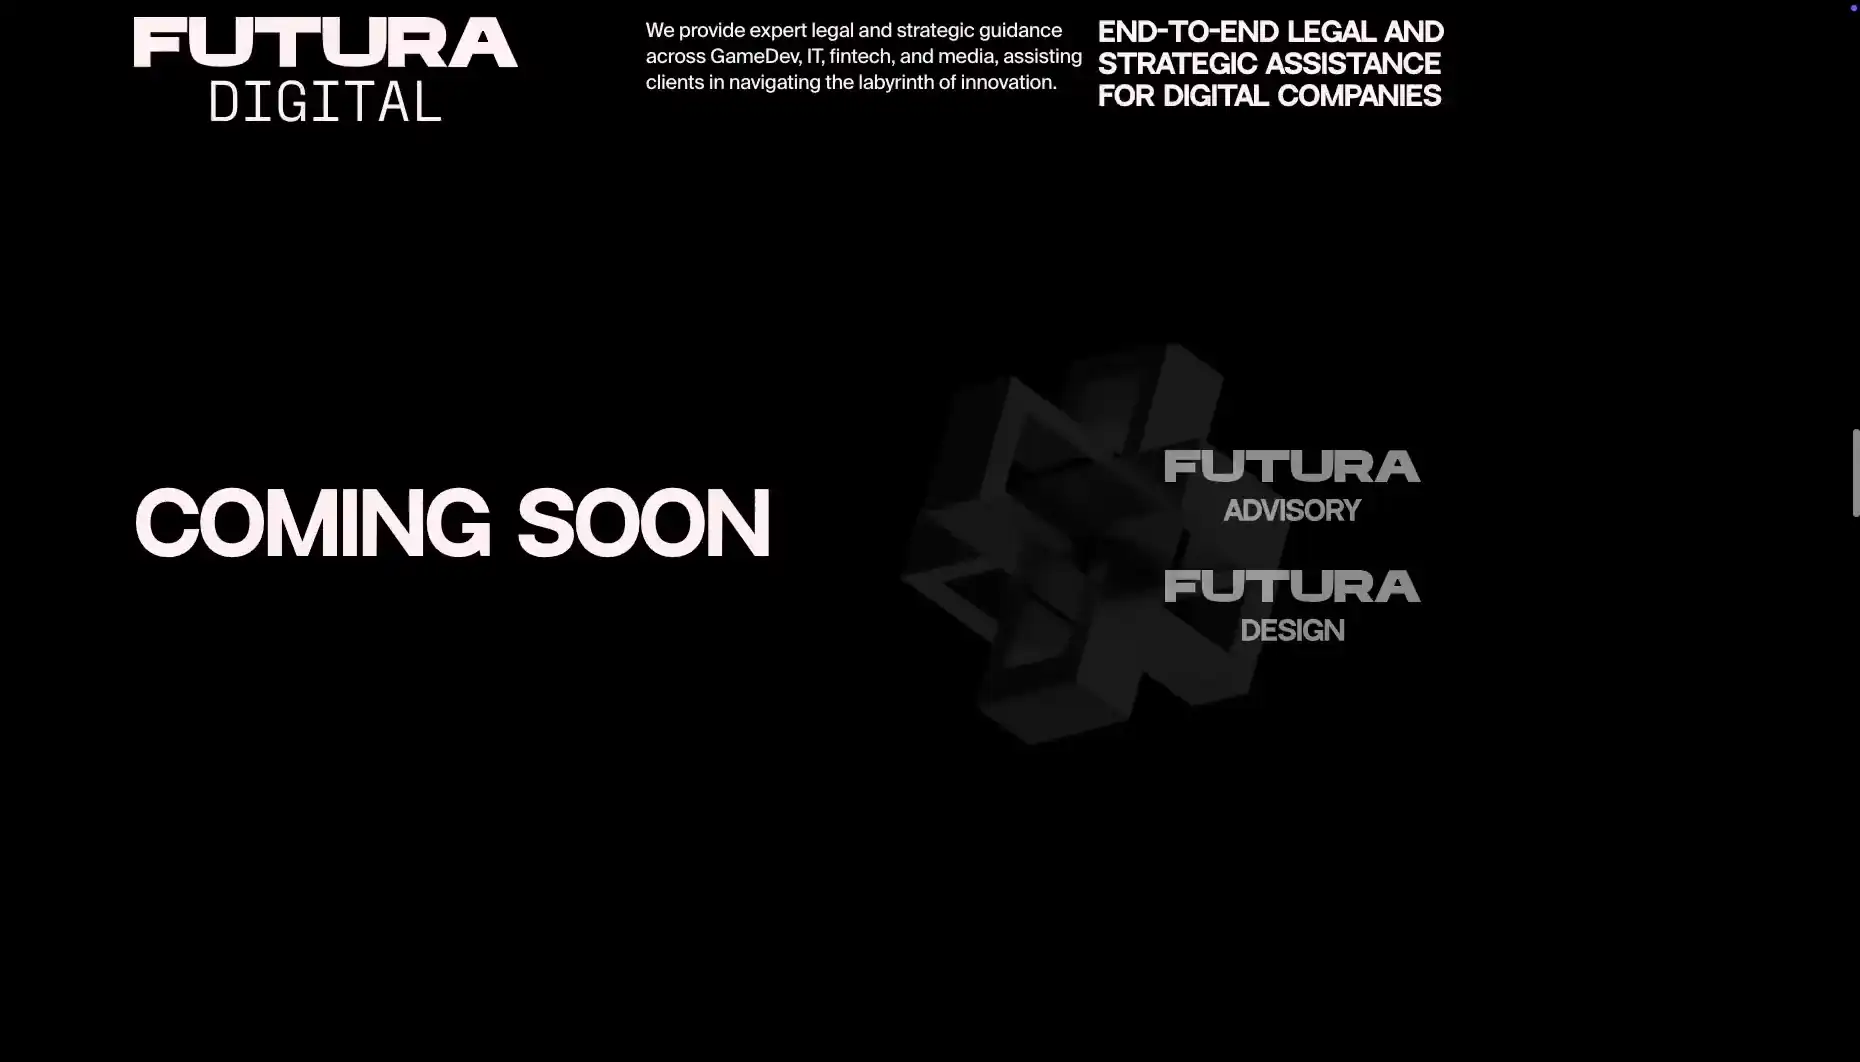 FUTURA
DIGITAL
We provide expert legal and strategic guidance
across GameDev, IT, fintech, and media, assisting
clients in navigating the labyrinth of innovation.
END-TO-END LEGAL AND
STRATEGIC ASSISTANCE
FOR DIGITAL COMPANIES
COMING SOON
FUTURA
ADVISORY
FUTURA
DESIGN